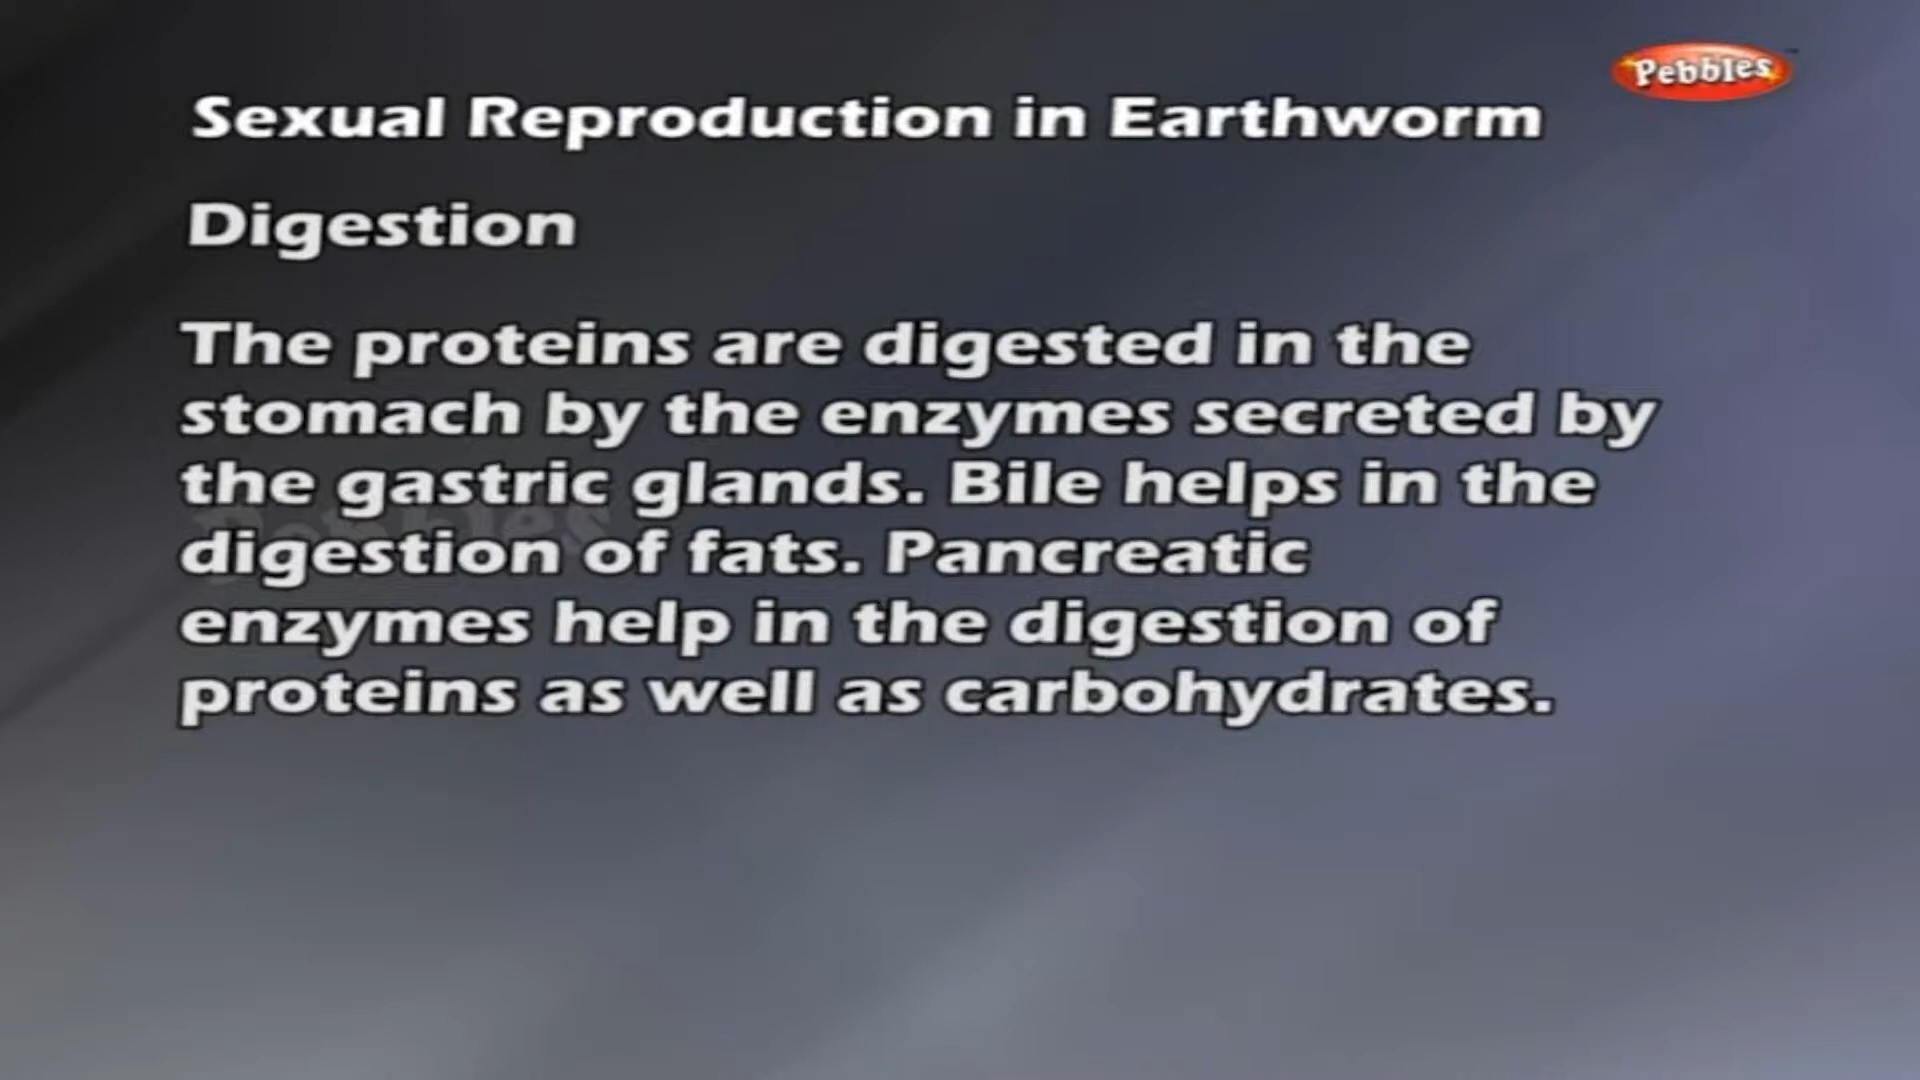 Pebbles
Sexual Reproduction in Earthworm
Digestion
The proteins are digested in the
stomach by the enzymes secreted by
the gastric glands. Bile helps in the
digestion of fats. Pancreatic
enzymes help in the digestion of
proteins as well as carbohydrates.